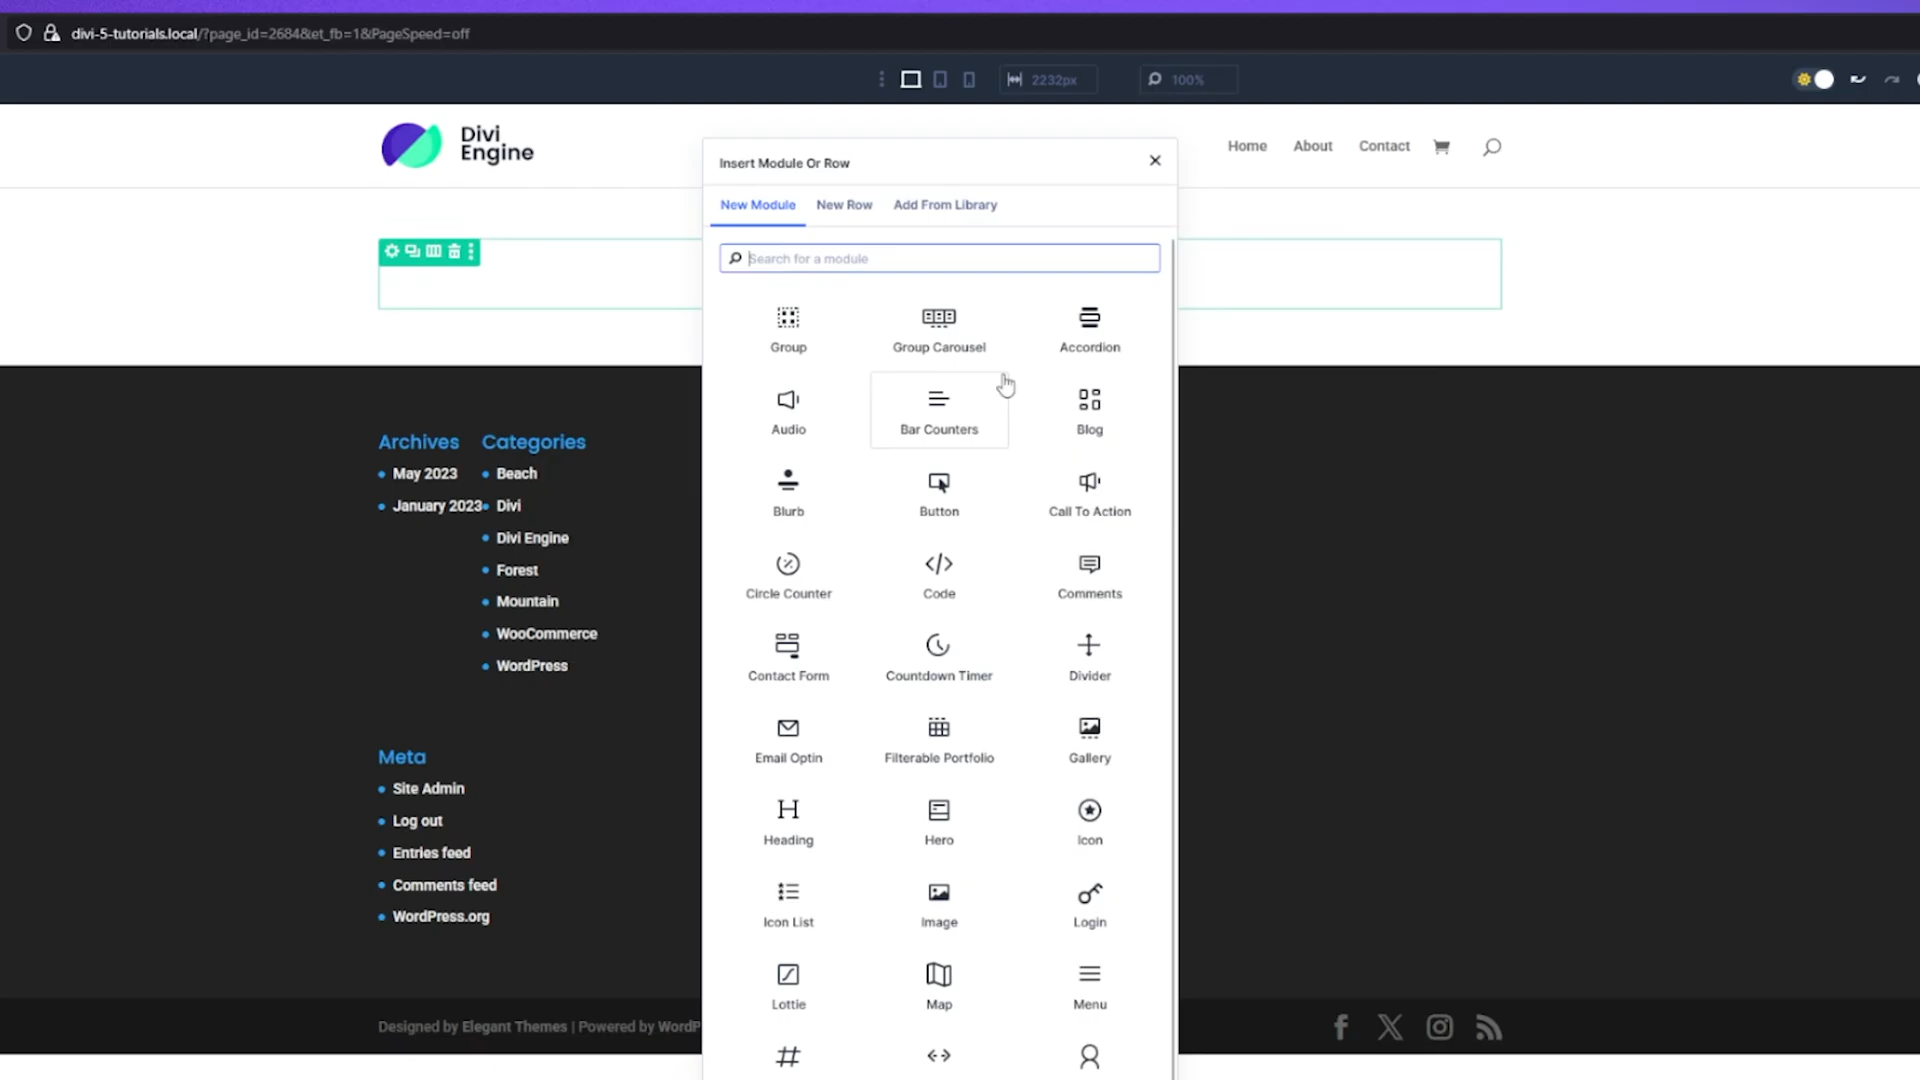 divi-5-tutorials.local/?page_id=2684&et_fb=1&PageSpeed=off
2232px
100%
Divi
Engine
Home
About
Contact
Insert Module Or Row
New Module
New Row
Add From Library
Search for a module
Group
Group Carousel
Accordion
Audio
Bar Counters
Blog
Blurb
Button
Call To Action
Circle Counter
Code
Comments
Contact Form
Countdown Timer
Divider
Email Optin
Filterable Portfolio
Gallery
Heading
Hero
Icon
Icon List
Image
Login
Lottie
Map
Menu
Archives
May 2023
January 2023
Categories
Beach
Divi
Divi Engine
Forest
Mountain
WooCommerce
WordPress
Meta
Site Admin
Log out
Entries feed
Comments feed
WordPress.org
Designed by Elegant Themes | Powered by WordP